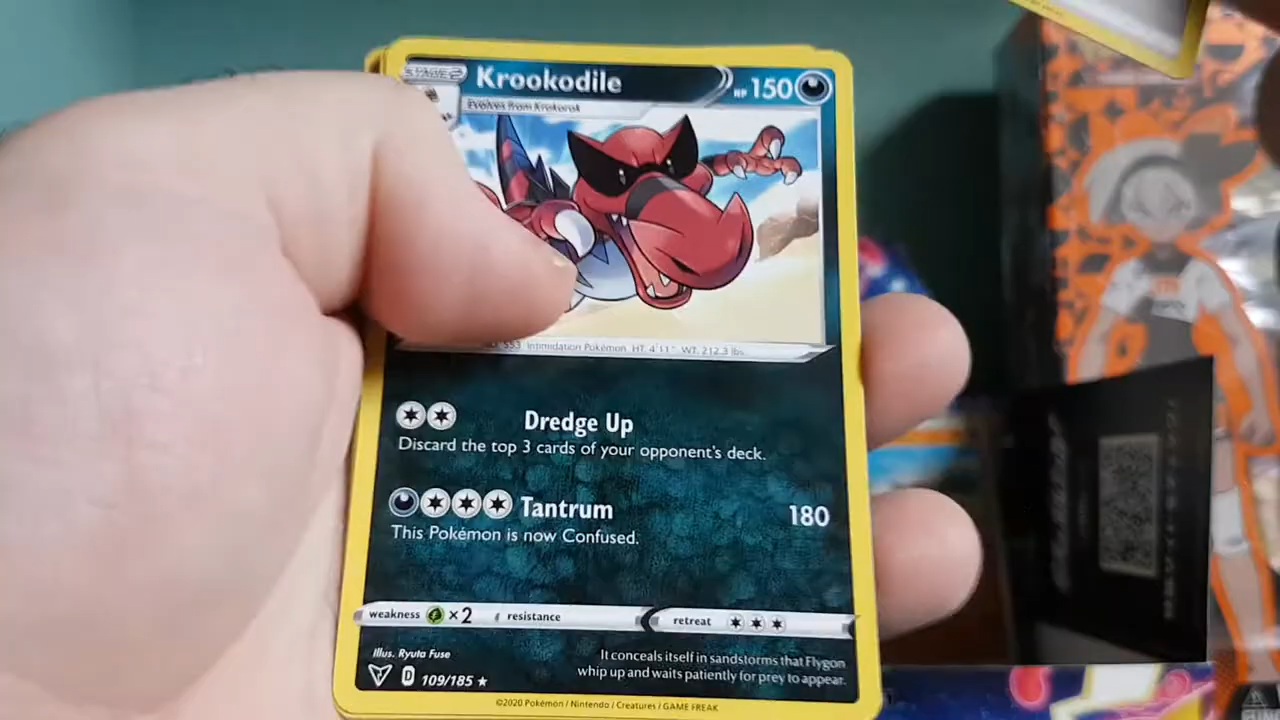 STAGE 2 Krookodile HP 150
Evolves from Krokorok
553 Intimidation Pokémon HT. 4'11" WT. 212.3 lbs.
Dredge Up
Discard the top 3 cards of your opponent's deck.
Tantrum 180
This Pokémon is now Confused.
weakness ×2 resistance retreat
Illus. Ryuta Fuse
It conceals itself in sandstorms that Flygon
whip up and waits patiently for prey to appear.
D 109/185 ★
©2020 Pokémon / Nintendo / Creatures / GAME FREAK